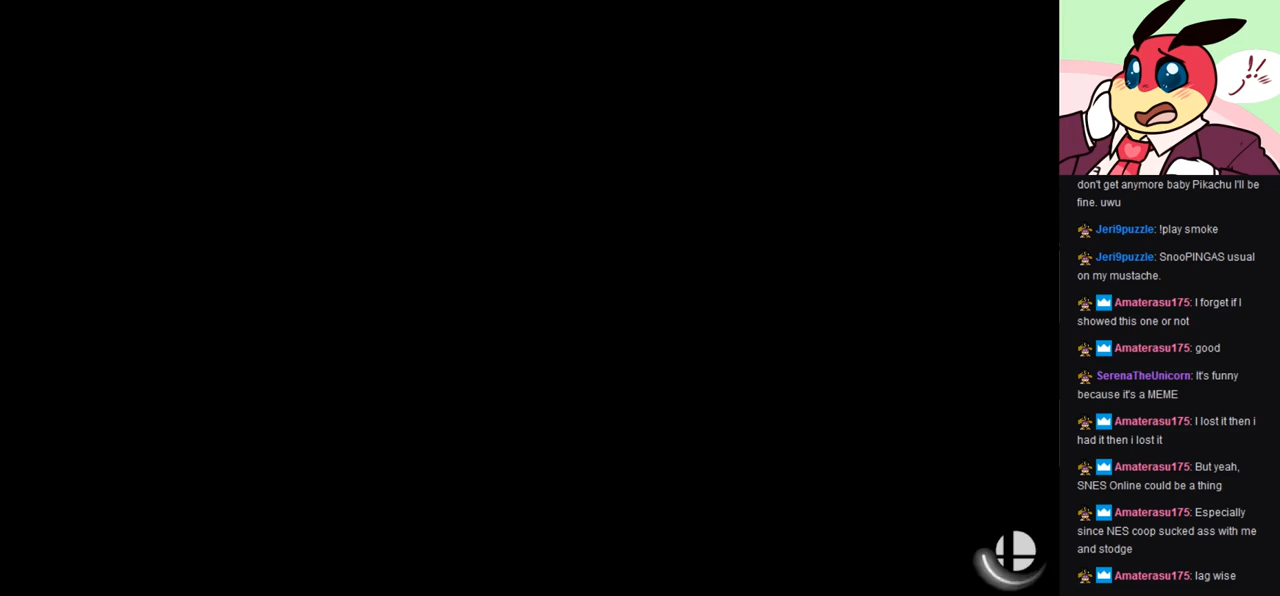 !!
don't get anymore baby Pikachu I'll be
fine. uwu
Jeri9puzzle: !play smoke
Jeri9puzzle: SnooPINGAS usual
on my mustache.
Amaterasu175: I forget if I
showed this one or not
Amaterasu175: good
SerenaTheUnicorn: It's funny
because it's a MEME
Amaterasu175: I lost it then i
had it then i lost it
Amaterasu175: But yeah,
SNES Online could be a thing
Amaterasu175: Especially
since NES coop sucked ass with me
and stodge
Amaterasu175: lag wise